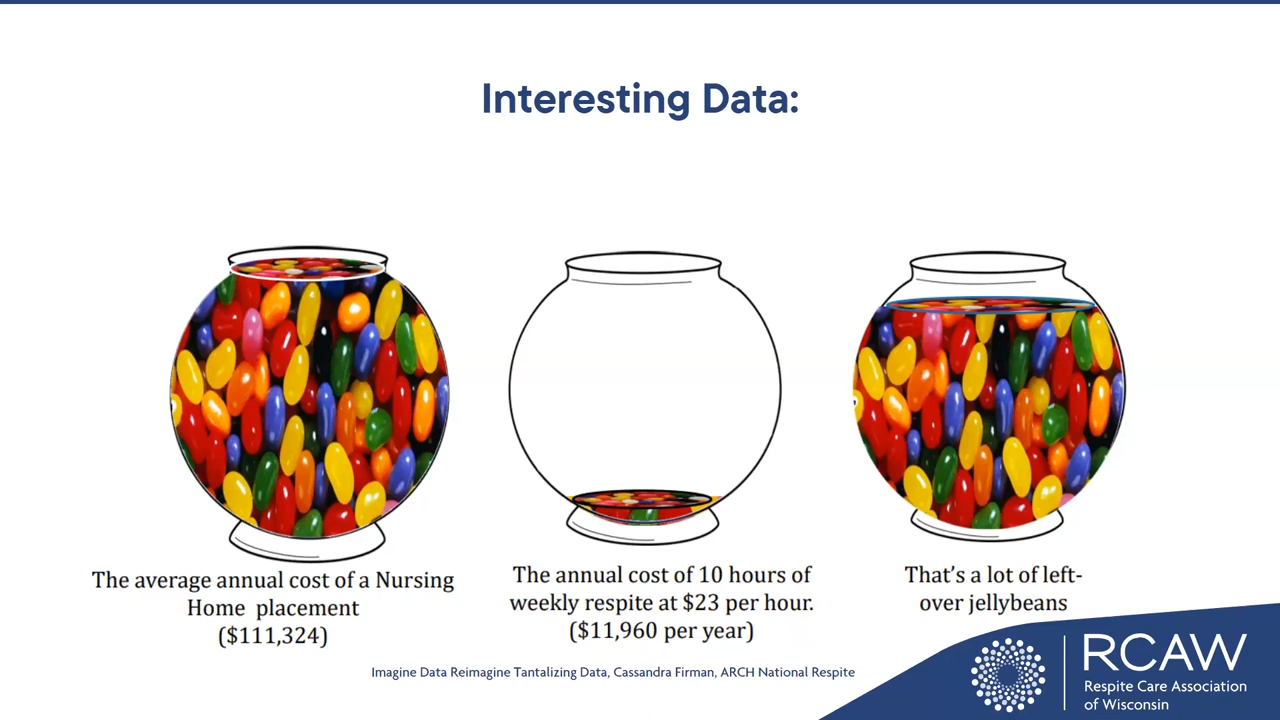 Interesting Data:
The average annual cost of a Nursing
Home placement
($111,324)
The annual cost of 10 hours of
weekly respite at $23 per hour.
($11,960 per year)
That's a lot of left-
over jellybeans
Imagine Data Reimagine Tantalizing Data, Cassandra Firman, ARCH National Respite
RCAW
Respite Care Association
of Wisconsin